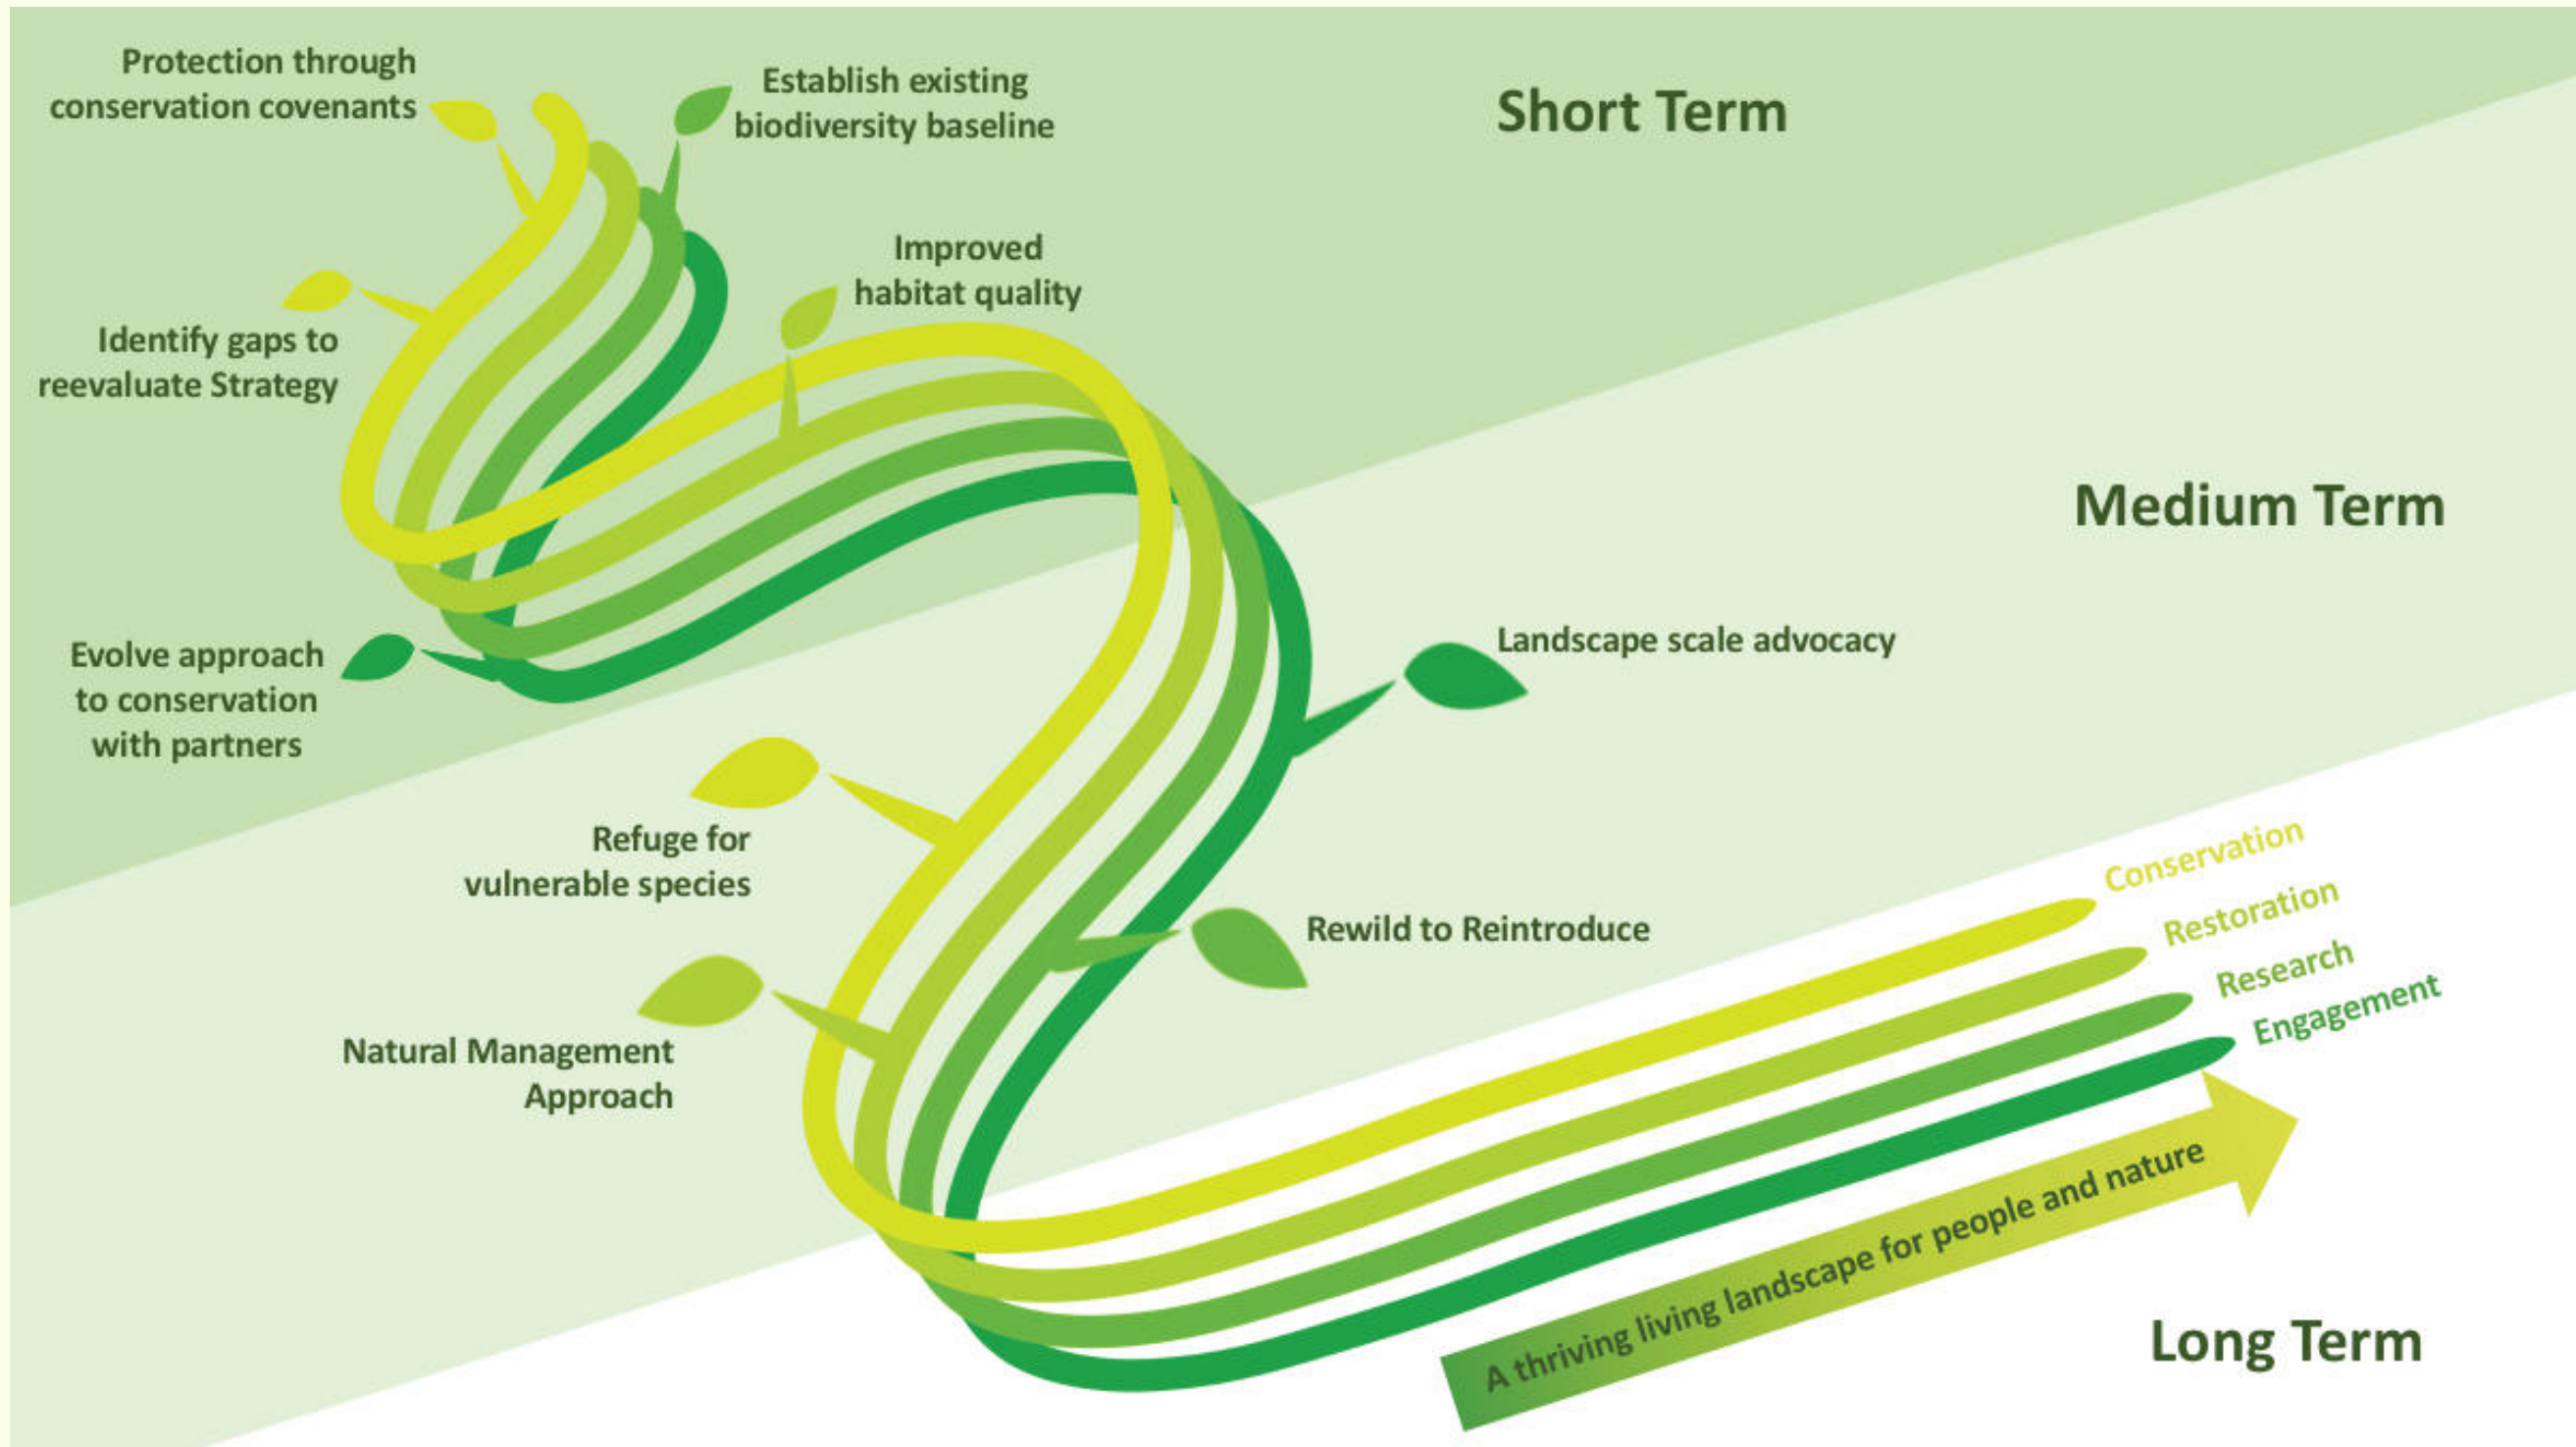 Protection through
conservation covenants
Establish existing
biodiversity baseline
Short Term
Improved
habitat quality
Identify gaps to
reevaluate Strategy
Medium Term
Evolve approach
to conservation
with partners
Landscape scale advocacy
Refuge for
vulnerable species
Rewild to Reintroduce
Natural Management
Approach
Conservation
Restoration
Research
Engagement
A thriving living landscape for people and nature
Long Term